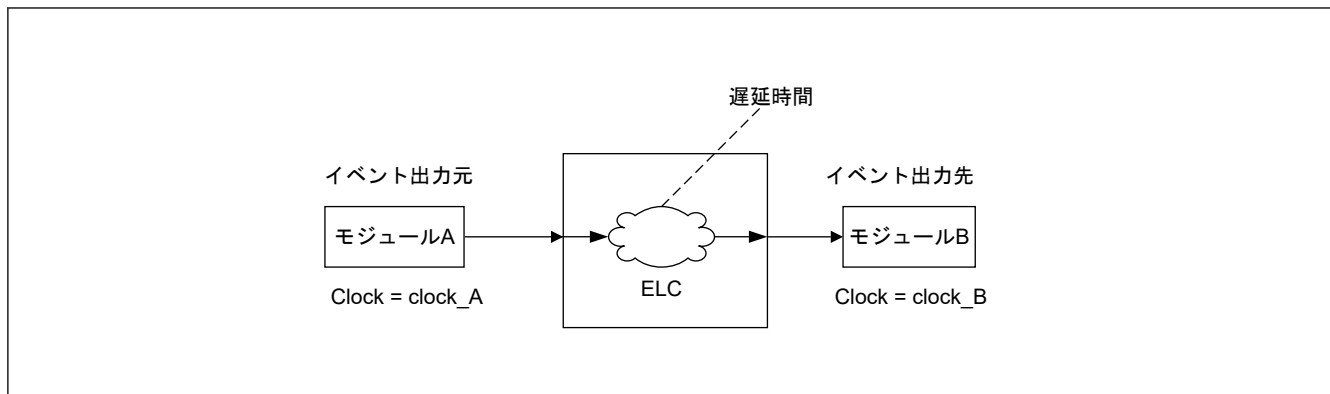 遅延時間
イベント出力元
イベント出力先
モジュールA
モジュールB
ELC
Clock = clock_A
Clock = clock_B